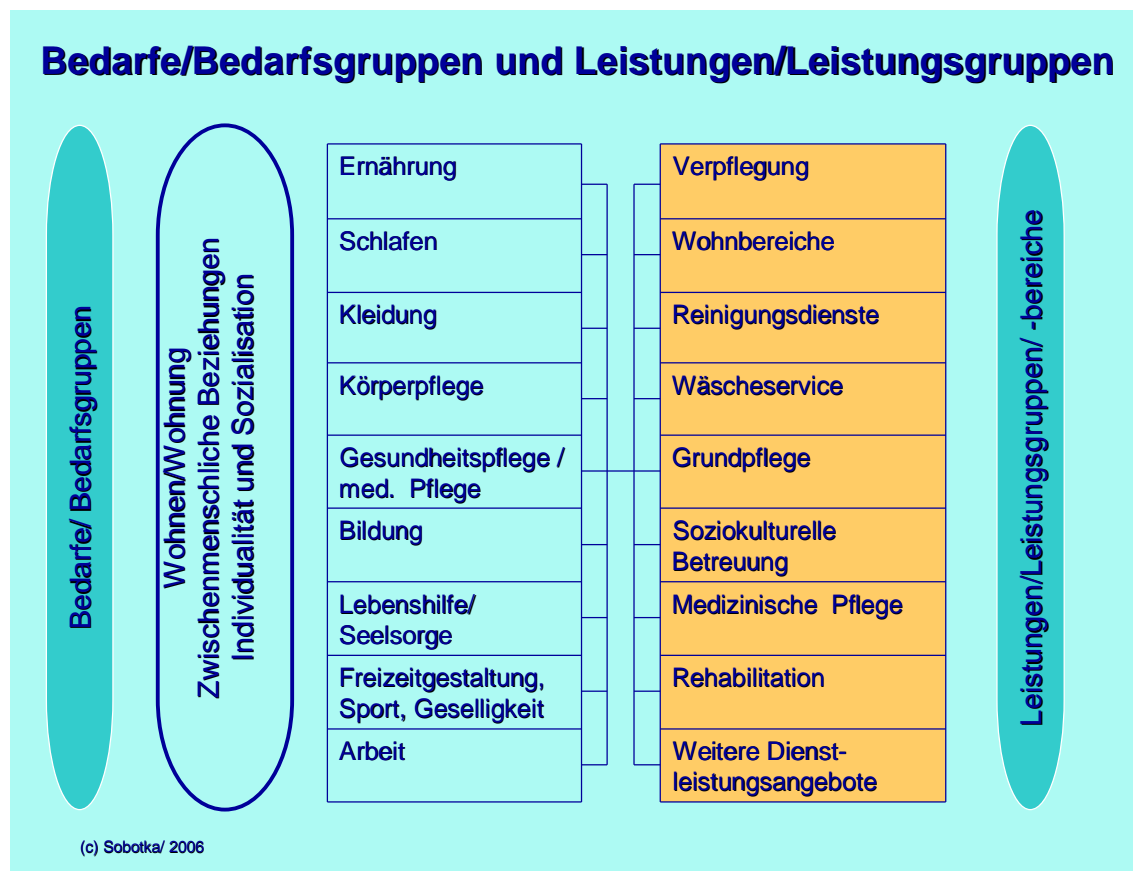 Bedarfe/Bedarfsgruppen und Leistungen/Leistungsgruppen
Bedarfe/ Bedarfsgruppen
Wohnen/Wohnung
Zwischenmenschliche Beziehungen
Individualität und Sozialisation
Ernährung
Schlafen
Kleidung
Körperpflege
Gesundheitspflege /
med. Pflege
Bildung
Lebenshilfe/
Seelsorge
Freizeitgestaltung,
Sport, Geselligkeit
Arbeit
Verpflegung
Wohnbereiche
Reinigungsdienste
Wäscheservice
Grundpflege
Soziokulturelle
Betreuung
Medizinische Pflege
Rehabilitation
Weitere Dienst-
leistungsangebote
Leistungen/Leistungsgruppen/ -bereiche
(c) Sobotka/ 2006